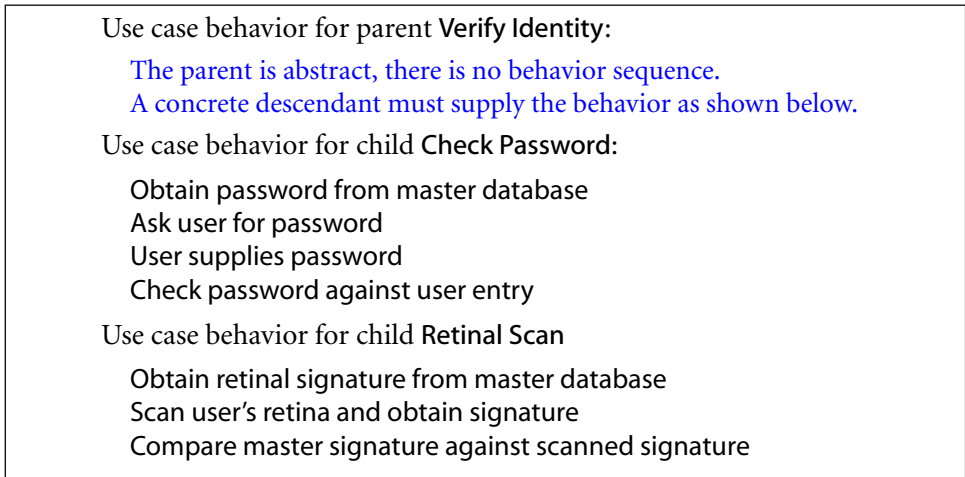 Use case behavior for parent Verify Identity:
The parent is abstract, there is no behavior sequence.
A concrete descendant must supply the behavior as shown below.
Use case behavior for child Check Password:
Obtain password from master database
Ask user for password
User supplies password
Check password against user entry
Use case behavior for child Retinal Scan
Obtain retinal signature from master database
Scan user’s retina and obtain signature
Compare master signature against scanned signature